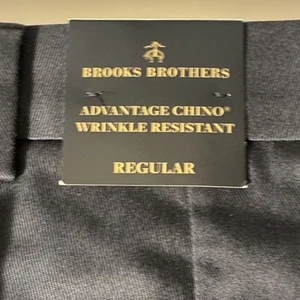 BROOKS BROTHERS
ADVANTAGE CHINO®
WRINKLE RESISTANT
REGULAR